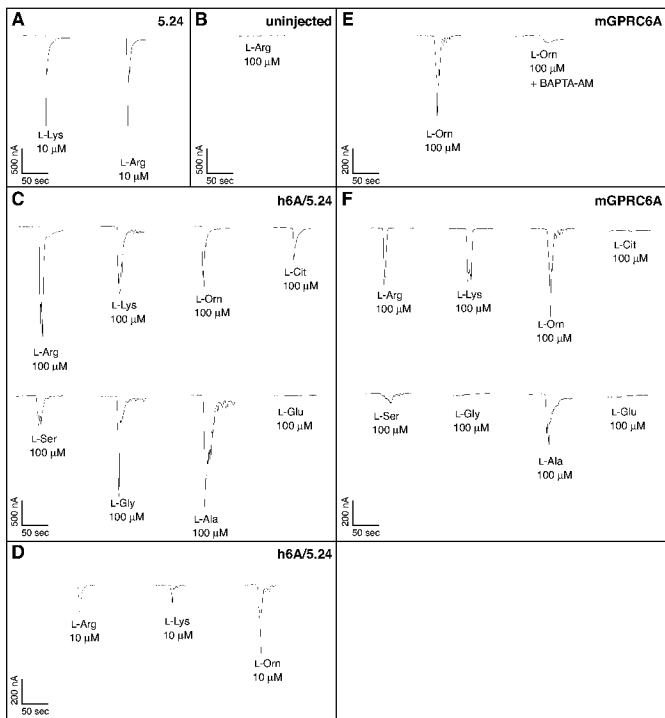 A
5.24
L-Lys
10 µM
L-Arg
10 µM
500 nA
50 sec
B
uninjected
L-Arg
100 µM
500 nA
50 sec
E
mGPRC6A
L-Orn
100 µM
L-Orn
100 µM
+ BAPTA-AM
200 nA
50 sec
C
h6A/5.24
L-Arg
100 µM
L-Lys
100 µM
L-Orn
100 µM
L-Cit
100 µM
L-Ser
100 µM
L-Gly
100 µM
L-Ala
100 µM
L-Glu
100 µM
500 nA
50 sec
F
mGPRC6A
L-Arg
100 µM
L-Lys
100 µM
L-Orn
100 µM
L-Cit
100 µM
L-Ser
100 µM
L-Gly
100 µM
L-Ala
100 µM
L-Glu
100 µM
200 nA
50 sec
D
h6A/5.24
L-Arg
10 µM
L-Lys
10 µM
L-Orn
10 µM
200 nA
50 sec